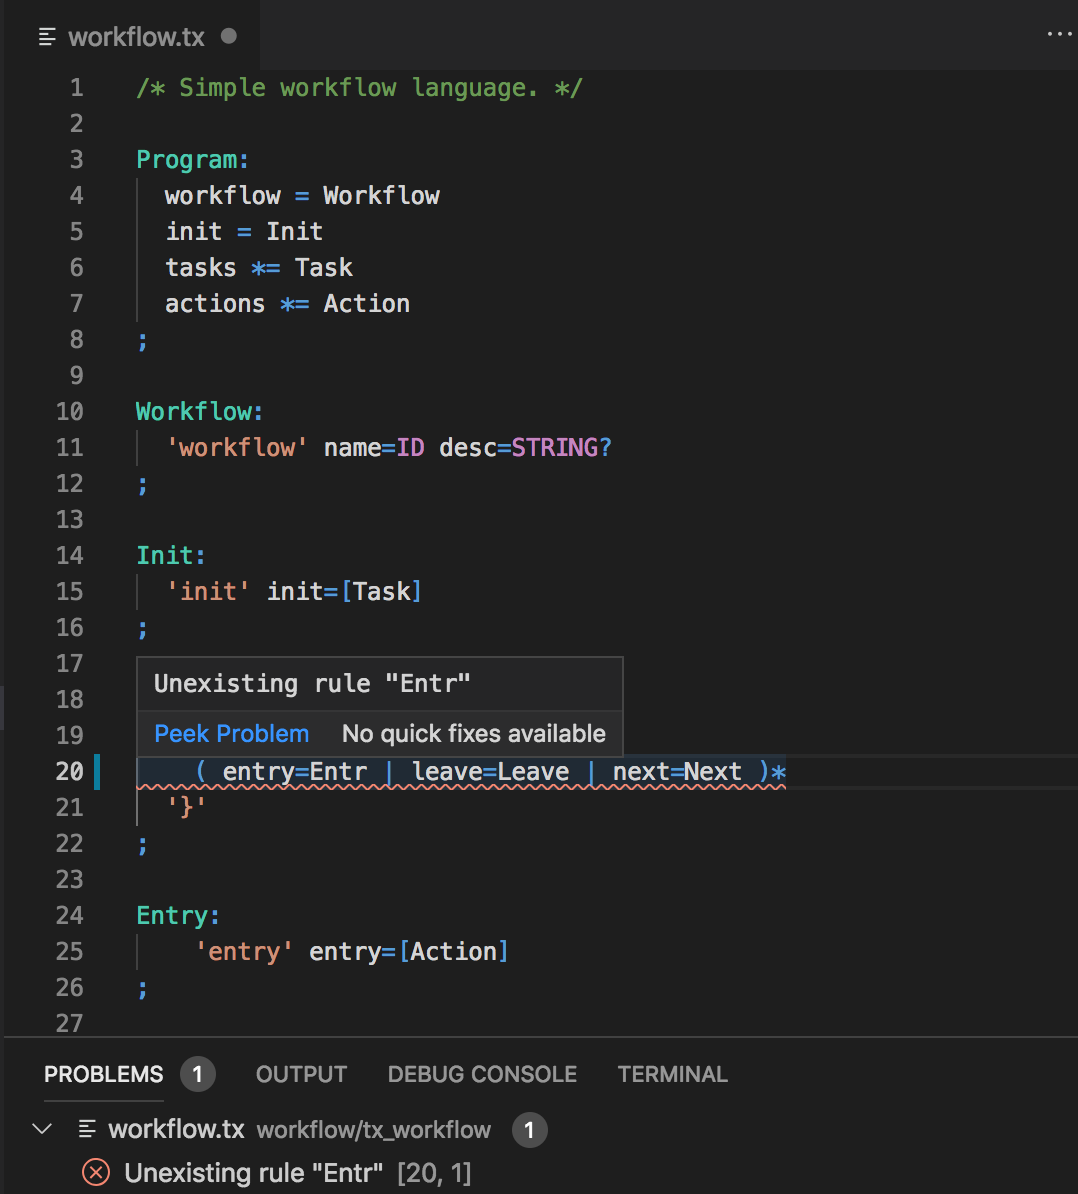 workflow.tx
1 /* Simple workflow language. */
2
3 Program:
4 workflow = Workflow
5 init = Init
6 tasks *= Task
7 actions *= Action
8 ;
9
10 Workflow:
11 'workflow' name=ID desc=STRING?
12 ;
13
14 Init:
15 'init' init=[Task]
16 ;
17
Unexisting rule "Entr"
18
19 Peek Problem No quick fixes available
20 ( entry=Entr | leave=Leave | next=Next )*
21 '}'
22 ;
23
24 Entry:
25 'entry' entry=[Action]
26 ;
27
PROBLEMS 1 OUTPUT DEBUG CONSOLE TERMINAL
workflow.tx workflow/tx_workflow 1
Unexisting rule "Entr" [20, 1]